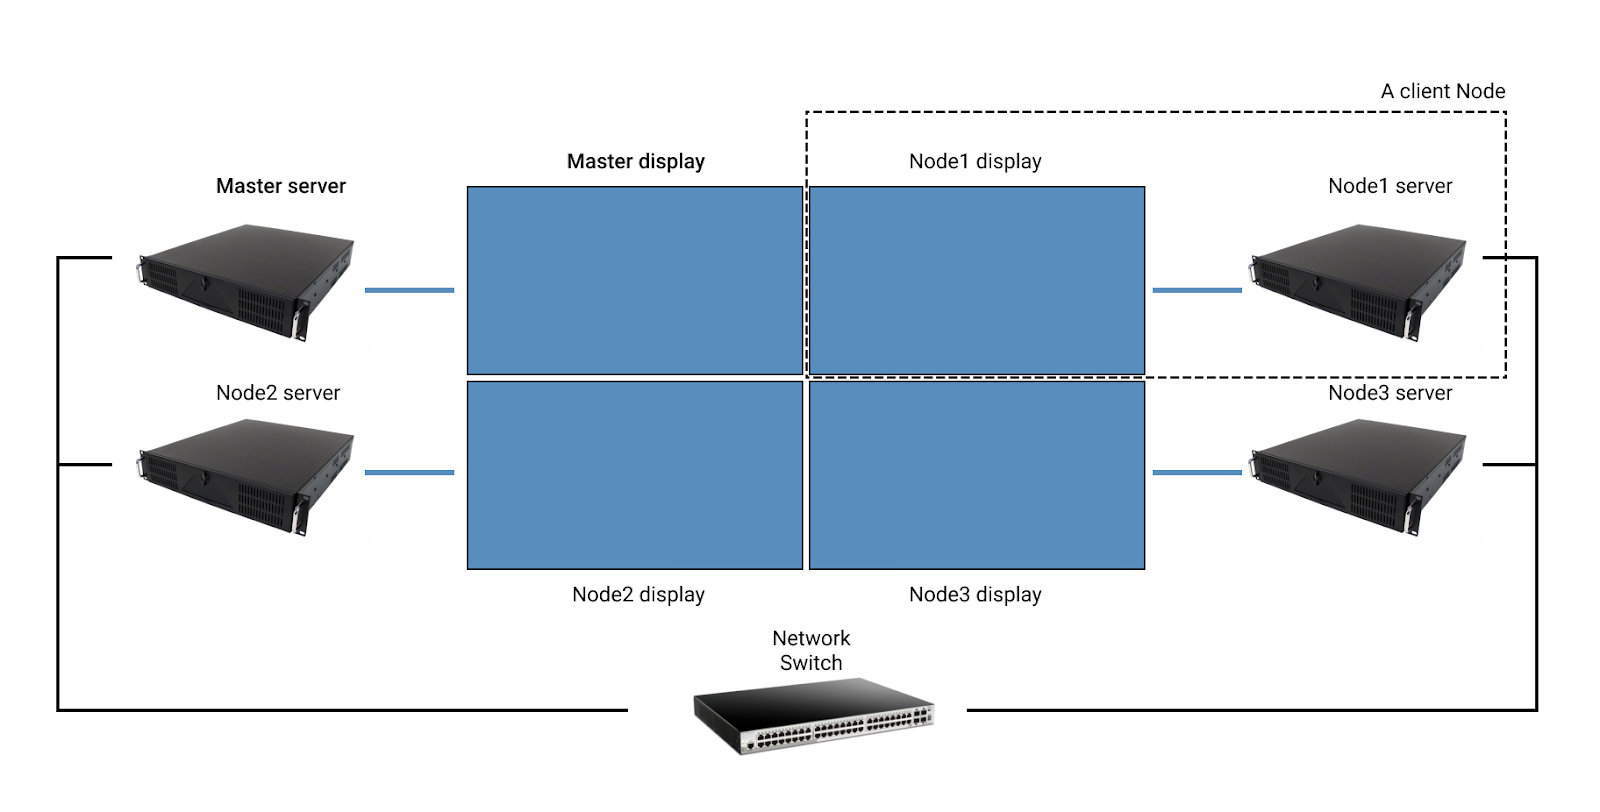 A client Node
Master display
Node1 display
Master server
Node1 server
Node2 server
Node3 server
Node2 display
Node3 display
Network
Switch